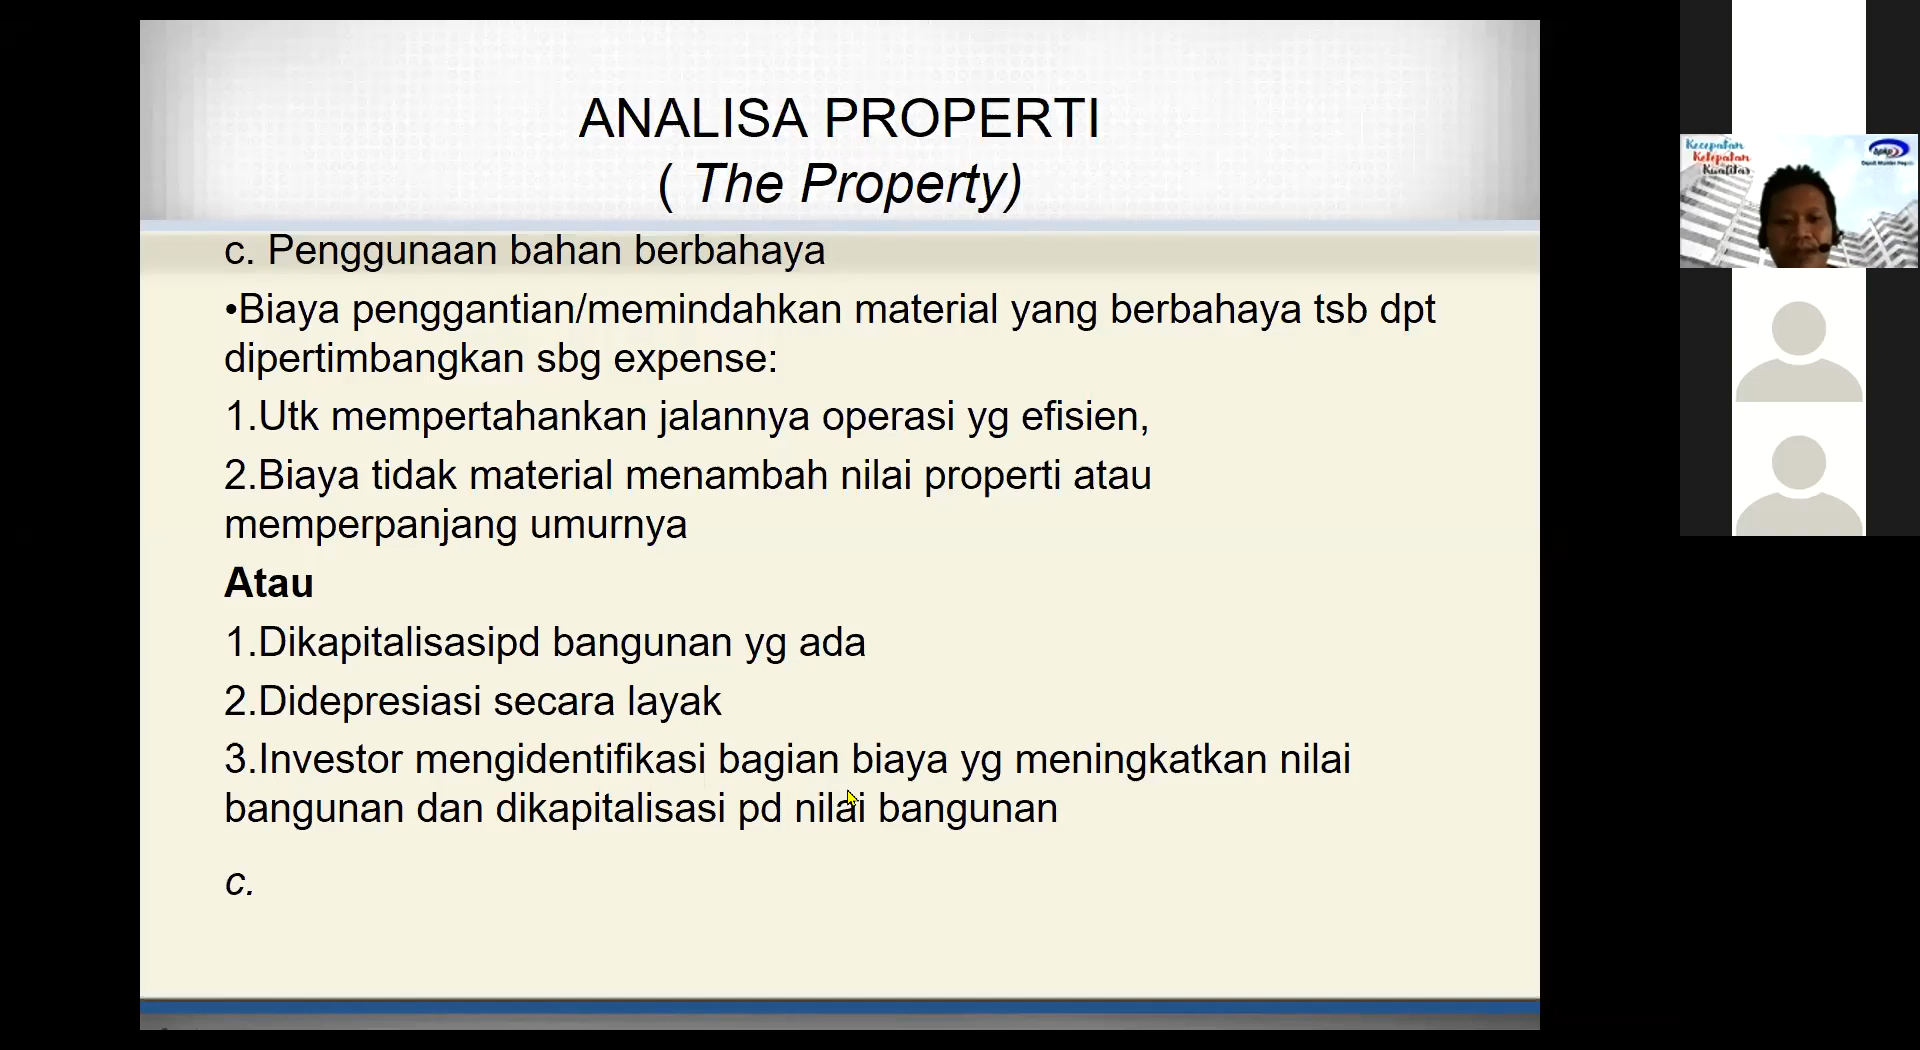 ANALISA PROPERTI
( The Property)
c. Penggunaan bahan berbahaya
•Biaya penggantian/memindahkan material yang berbahaya tsb dpt
dipertimbangkan sbg expense:
1.Utk mempertahankan jalannya operasi yg efisien,
2.Biaya tidak material menambah nilai properti atau
memperpanjang umurnya
Atau
1.Dikapitalisasipd bangunan yg ada
2.Didepresiasi secara layak
3.Investor mengidentifikasi bagian biaya yg meningkatkan nilai
bangunan dan dikapitalisasi pd nilai bangunan
c.
Kecepatan
Ketepatan
Kualitas